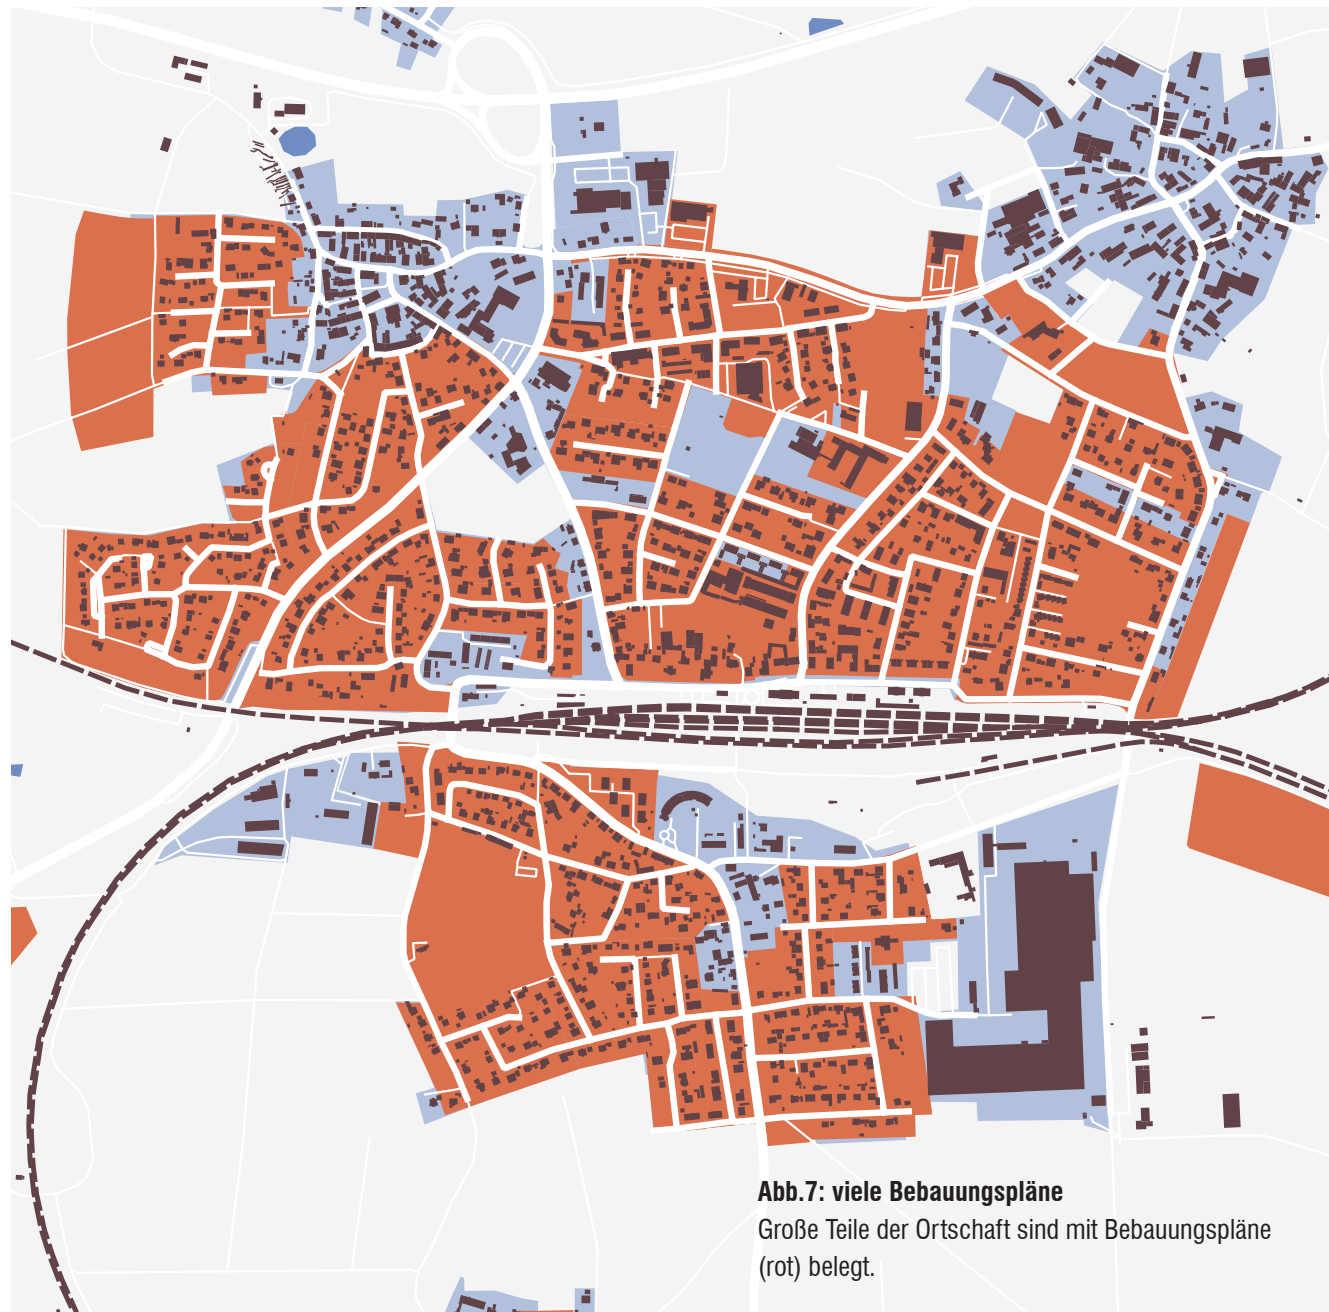 Abb.7: viele Bebauungspläne
Große Teile der Ortschaft sind mit Bebauungspläne
(rot) belegt.